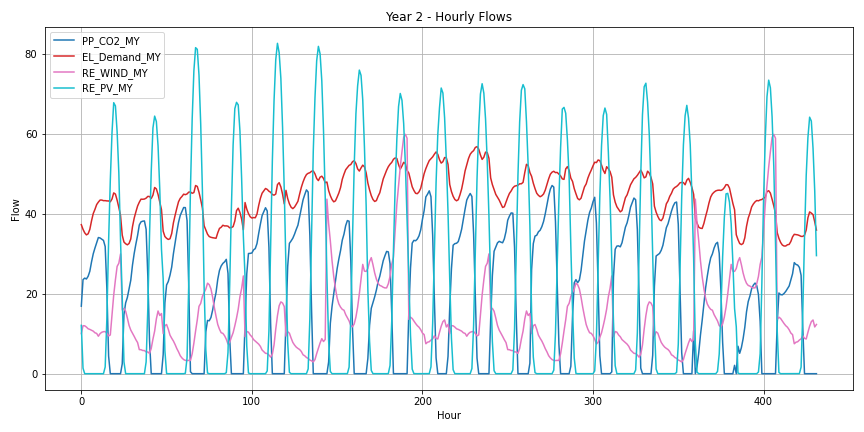 Year 2 - Hourly Flows
PP_CO2_MY
EL_Demand_MY
RE_WIND_MY
RE_PV_MY
80
60
40
20
0
Flow
0 100 200 300 400
Hour